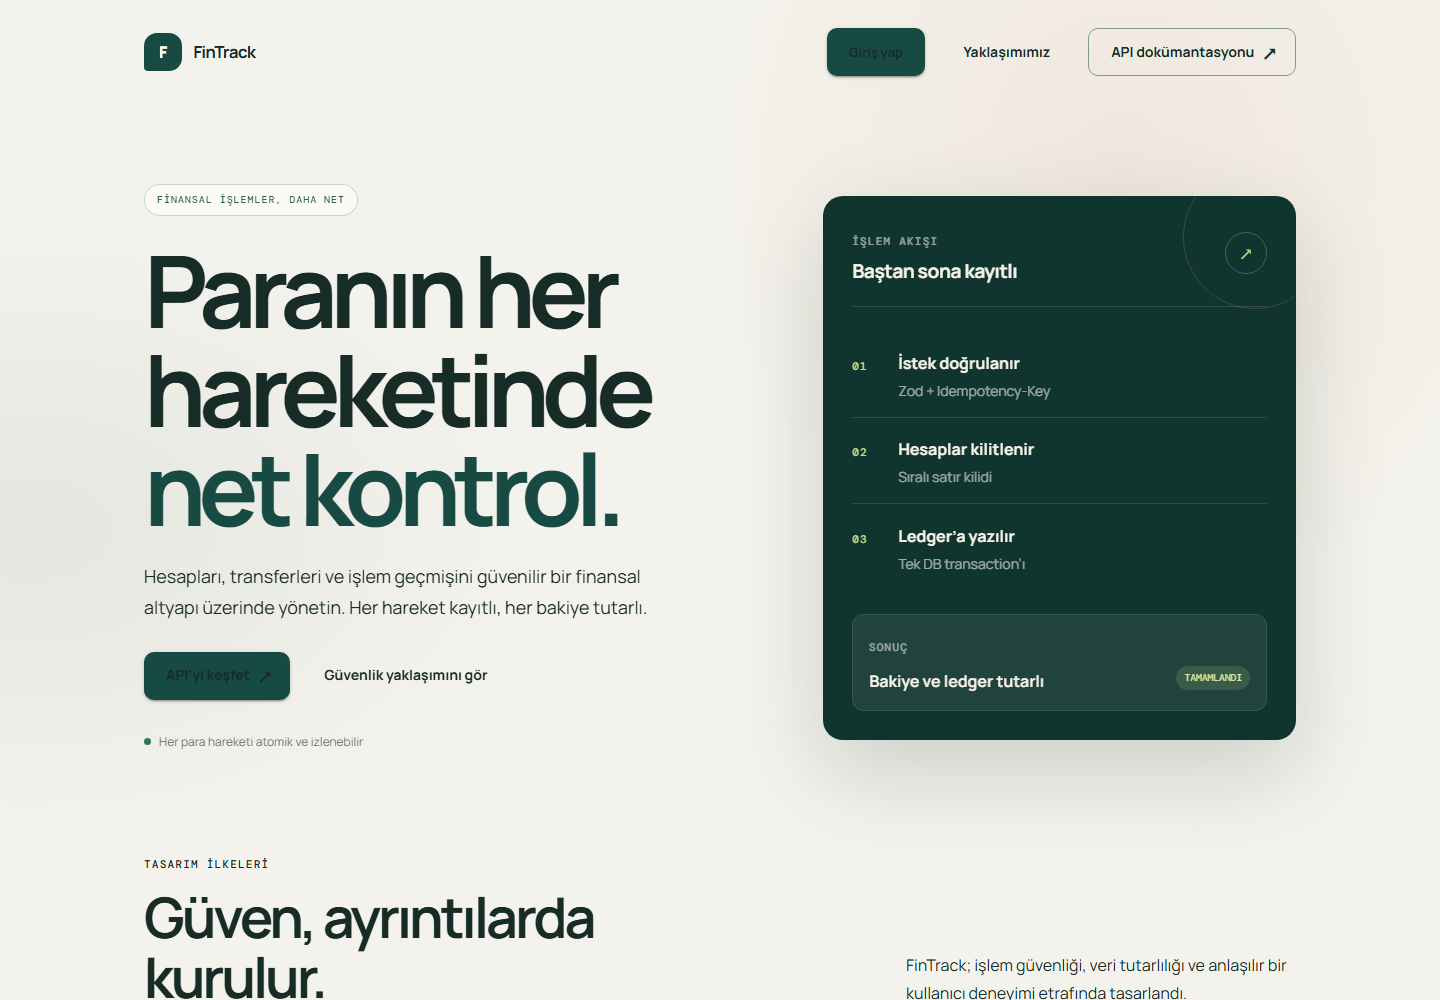 F FinTrack
Giriş yap
Yaklaşımımız
API dokümantasyonu ↗
FİNANSAL İŞLEMLER, DAHA NET
Paranın her
hareketinde
net kontrol.
Hesapları, transferleri ve işlem geçmişini güvenilir bir finansal
altyapı üzerinde yönetin. Her hareket kayıtlı, her bakiye tutarlı.
API'yi keşfet ↗
Güvenlik yaklaşımını gör
Her para hareketi atomik ve izlenebilir
İŞLEM AKIŞI
Baştan sona kayıtlı
↗
01 İstek doğrulanır
Zod + Idempotency-Key
02 Hesaplar kilitlenir
Sıralı satır kilidi
03 Ledger’a yazılır
Tek DB transaction’ı
SONUÇ
Bakiye ve ledger tutarlı
TAMAMLANDI
TASARIM İLKELERİ
Güven, ayrıntılarda
kurulur.
FinTrack; işlem güvenliği, veri tutarlılığı ve anlaşılır bir
kullanıcı deneyimi etrafında tasarlandı.